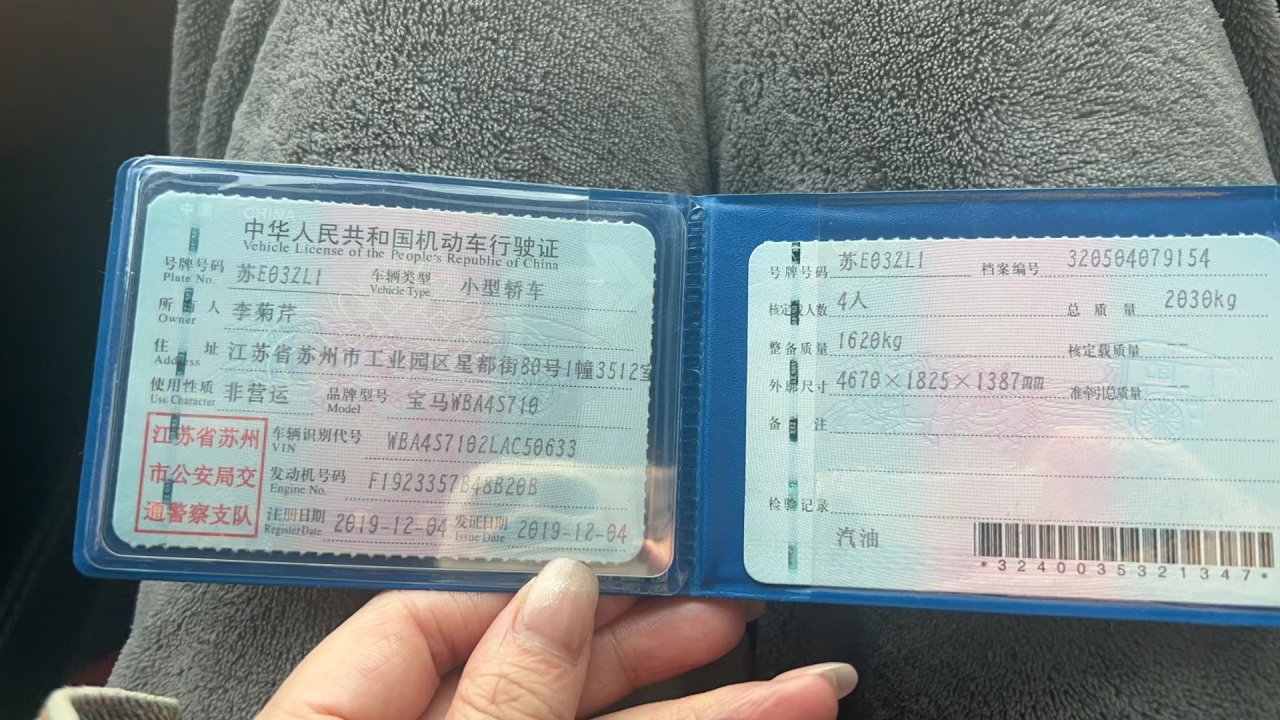 中华人民共和国机动车行驶证
Vehicle License of the People's Republic of China
号牌号码 苏E03ZL1 车辆类型 小型轿车
Plate No. Vehicle Type
所有人 李菊芹
Owner
住址 江苏省苏州市工业园区星都街80号1幢3512室
Address
使用性质 非营运 品牌型号 宝马WBA4S710
Use Character Model
江苏省苏州
市公安局交
通警察支队
车辆识别代号 WBA4S7102LAC50633
VIN
发动机号码 F1923357B48B20B
Engine No.
注册日期 2019-12-04 发证日期 2019-12-04
Register Date Issue Date
号牌号码 苏E03ZL1 档案编号 320504079154
核定载人数 4人 总质量 2030kg
整备质量 1620kg 核定载质量 --
外廓尺寸 4670×1825×1387mm 准牵引总质量 --
备注
检验记录
汽油
*3240035321347*